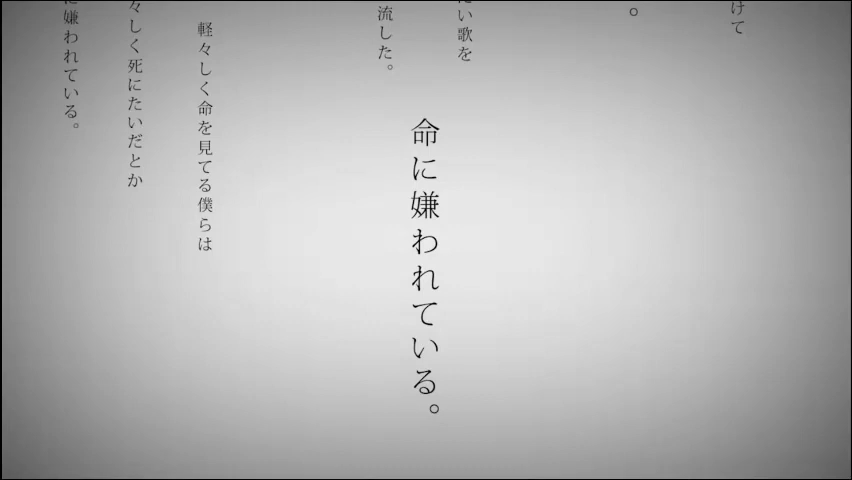 けて
。
い歌を
流した。
命に嫌われている。
軽々しく命を見てる僕らは
々しく死にたいだとか
に嫌われている。